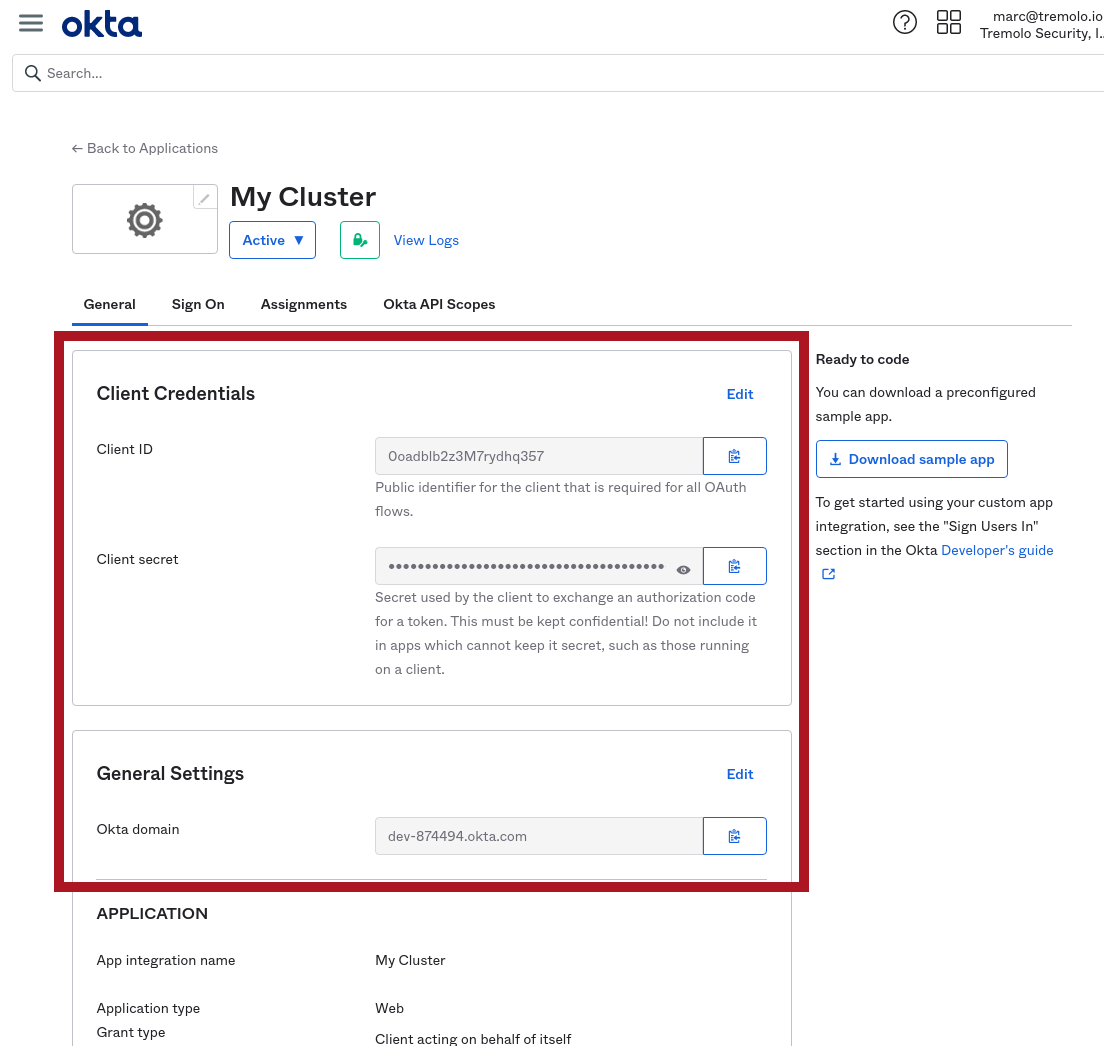 okta
marc@tremolo.io
Tremolo Security, I..
Search...
← Back to Applications
My Cluster
Active ▼
View Logs
General
Sign On
Assignments
Okta API Scopes
Client Credentials
Edit
Client ID
0oadblb2z3M7rydhq357
Public identifier for the client that is required for all OAuth
flows.
Client secret
••••••••••••••••••••••••••••••••••••••••
Secret used by the client to exchange an authorization code
for a token. This must be kept confidential! Do not include it
in apps which cannot keep it secret, such as those running
on a client.
General Settings
Edit
Okta domain
dev-874494.okta.com
APPLICATION
App integration name
My Cluster
Application type
Web
Grant type
Client acting on behalf of itself
Ready to code
You can download a preconfigured
sample app.
Download sample app
To get started using your custom app
integration, see the "Sign Users In"
section in the Okta Developer's guide